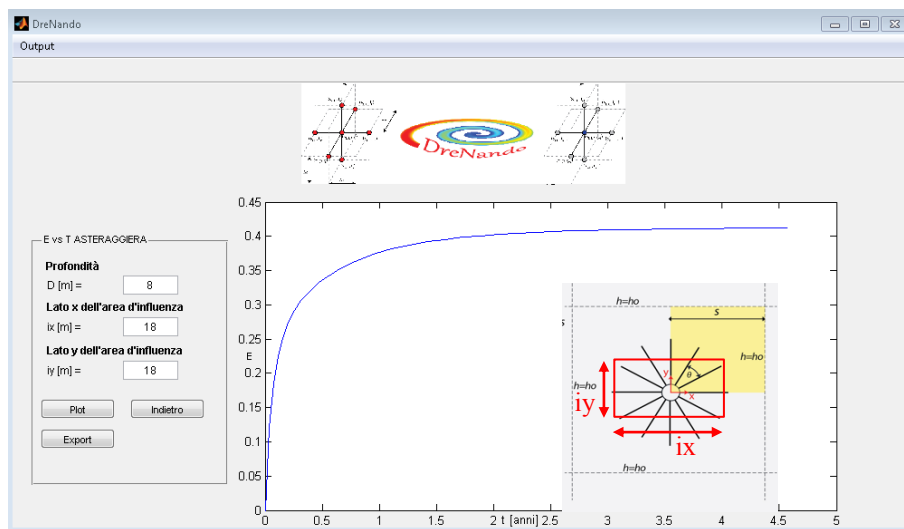 DreNando
Output
DreNando
E vs T ASTERAGGIERA
Profondità
D [m] = 8
Lato x dell'area d'influenza
ix [m] = 18
Lato y dell'area d'influenza
iy [m] = 18
Plot Indietro
Export
0.45
0.4
0.35
0.3
0.25
E
0.2
0.15
0.1
0.05
0
0 0.5 1 1.5 2 t [anni] 2.5 3 3.5 4 4.5 5
h=ho
s
s
h=ho
θ
h=ho
y
x
iy
ix
h=ho